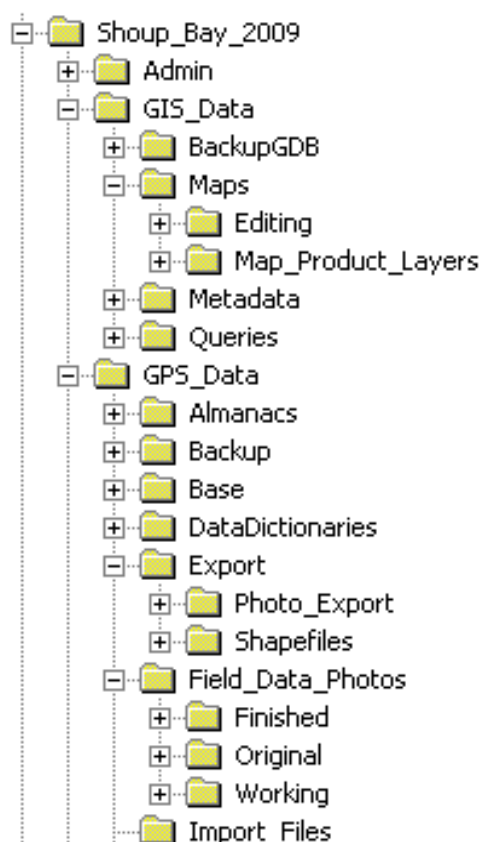 Shoup_Bay_2009
Admin
GIS_Data
BackupGDB
Maps
Editing
Map_Product_Layers
Metadata
Queries
GPS_Data
Almanacs
Backup
Base
DataDictionaries
Export
Photo_Export
Shapefiles
Field_Data_Photos
Finished
Original
Working
Import_Files